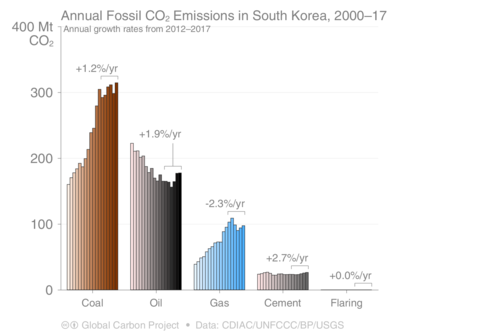 Annual Fossil CO₂ Emissions in South Korea, 2000–17
400 Mt
CO₂
Annual growth rates from 2012–2017
+1.2%/yr
300
+1.9%/yr
200
-2.3%/yr
100
+2.7%/yr
+0.0%/yr
0
Coal Oil Gas Cement Flaring
Global Carbon Project • Data: CDIAC/UNFCCC/BP/USGS